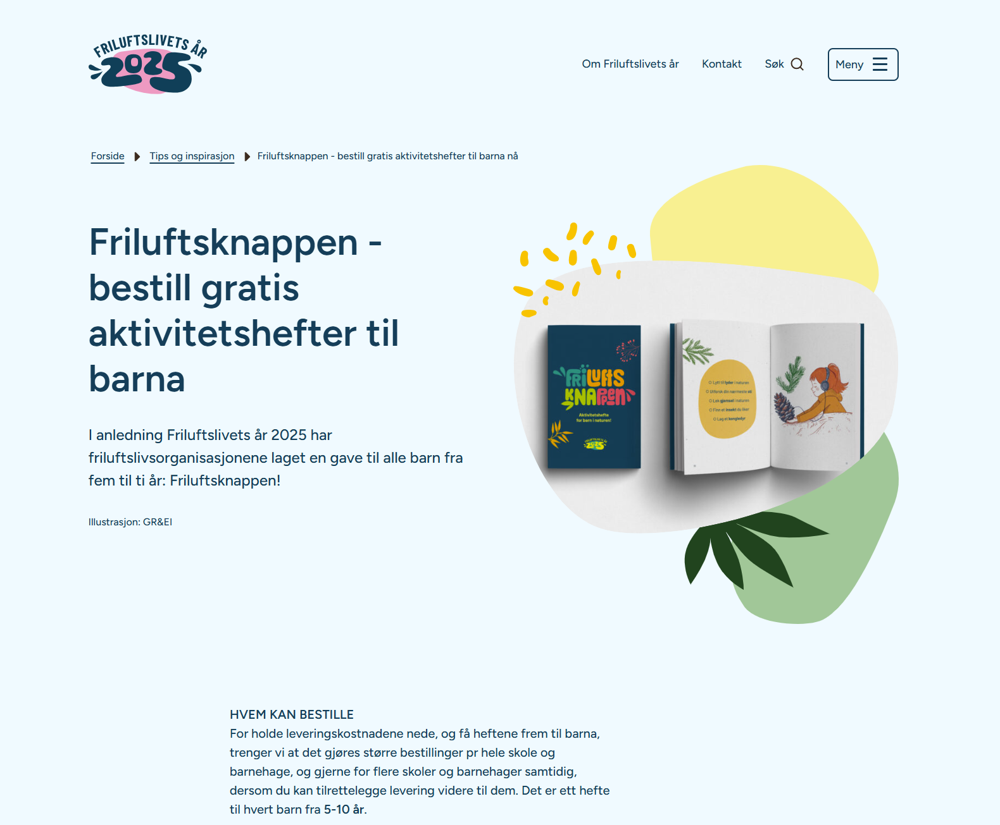 FRILUFTSLIVETS ÅR
2025
Om Friluftslivets år
Kontakt
Søk
Meny
Forside
Tips og inspirasjon
Friluftsknappen - bestill gratis aktivitetshefter til barna nå
Friluftsknappen -
bestill gratis
aktivitetshefter til
barna
I anledning Friluftslivets år 2025 har
friluftslivsorganisasjonene laget en gave til alle barn fra
fem til ti år: Friluftsknappen!
Illustrasjon: GR&EI
FRILUFTS
KNAPPEN
Aktivitetshefte
for barn i naturen!
FRILUFTSLIVETS ÅR
2025
Lytt til lyder i naturen
Utforsk din nærmeste sti
Lek gjemsel i naturen
Finn et insekt du liker
Lag et kongledyr
HVEM KAN BESTILLE
For holde leveringskostnadene nede, og få heftene frem til barna,
trenger vi at det gjøres større bestillinger pr hele skole og
barnehage, og gjerne for flere skoler og barnehager samtidig,
dersom du kan tilrettelegge levering videre til dem. Det er ett hefte
til hvert barn fra 5-10 år.